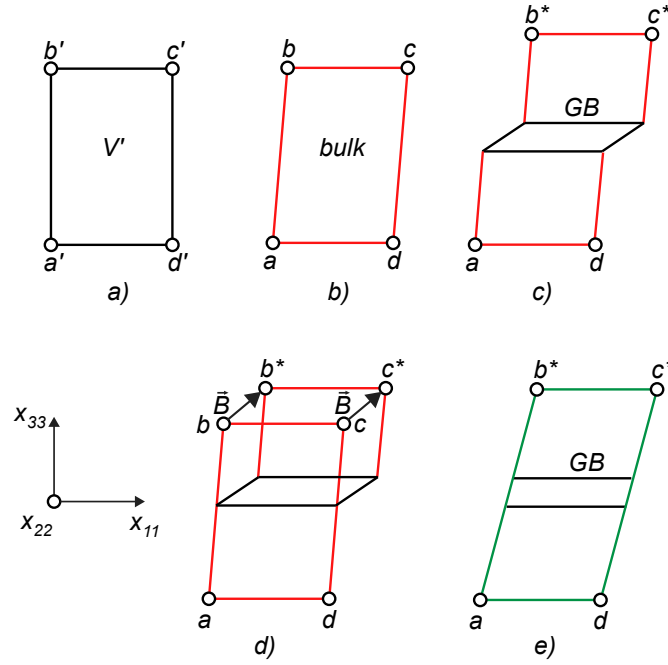 b' c'
V'
a' d'
a)
b c
bulk
a d
b)
b* c*
GB
a d
c)
x33
x22 x11
b* c*
B B
b c
a d
d)
b* c*
GB
a d
e)